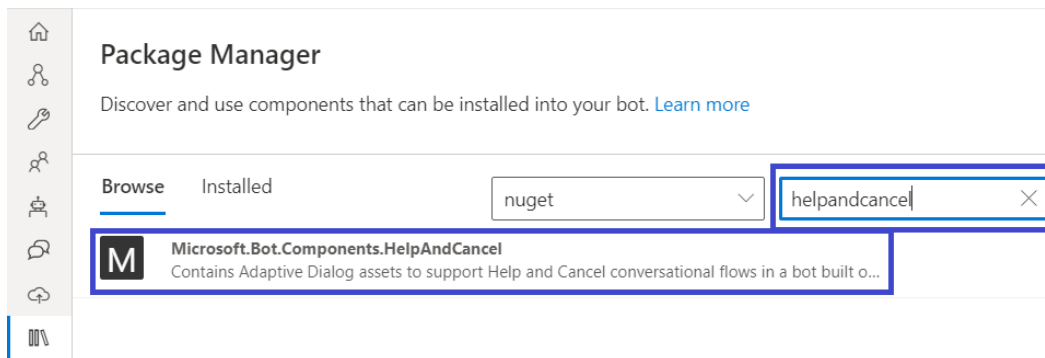 Package Manager
Discover and use components that can be installed into your bot. Learn more
Browse Installed nuget helpandcancel
M Microsoft.Bot.Components.HelpAndCancel
Contains Adaptive Dialog assets to support Help and Cancel conversational flows in a bot built o...